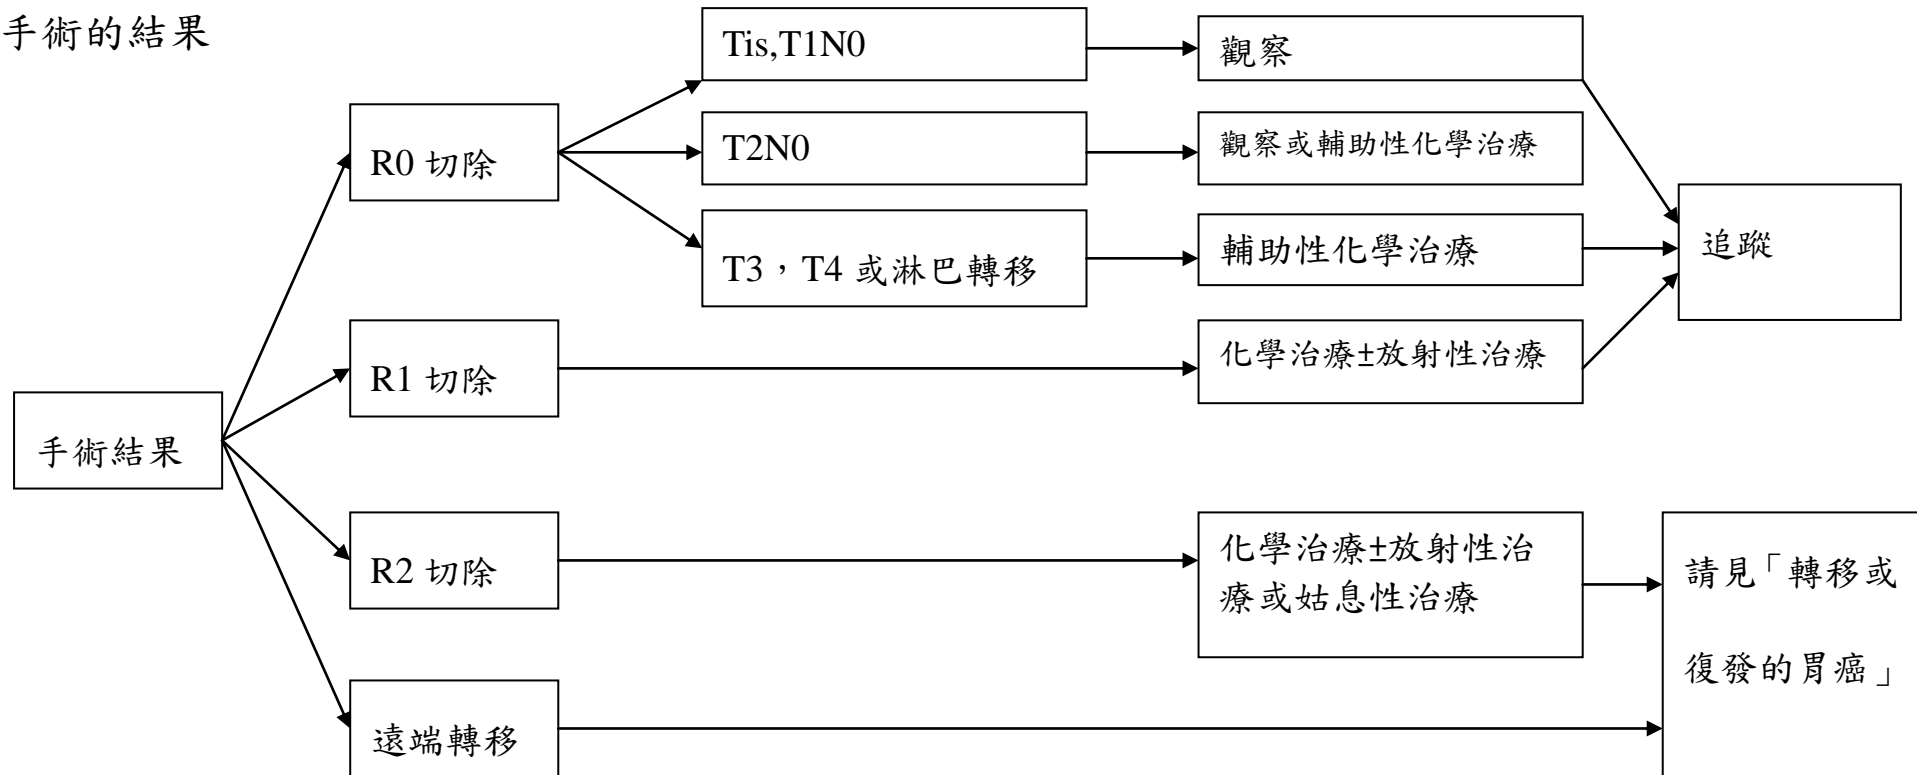 手術的結果
Tis,T1N0
觀察
R0 切除
T2N0
觀察或輔助性化學治療
T3，T4 或淋巴轉移
輔助性化學治療
追蹤
R1 切除
化學治療±放射性治療
手術結果
R2 切除
化學治療±放射性治
療或姑息性治療
請見「轉移或
復發的胃癌」
遠端轉移